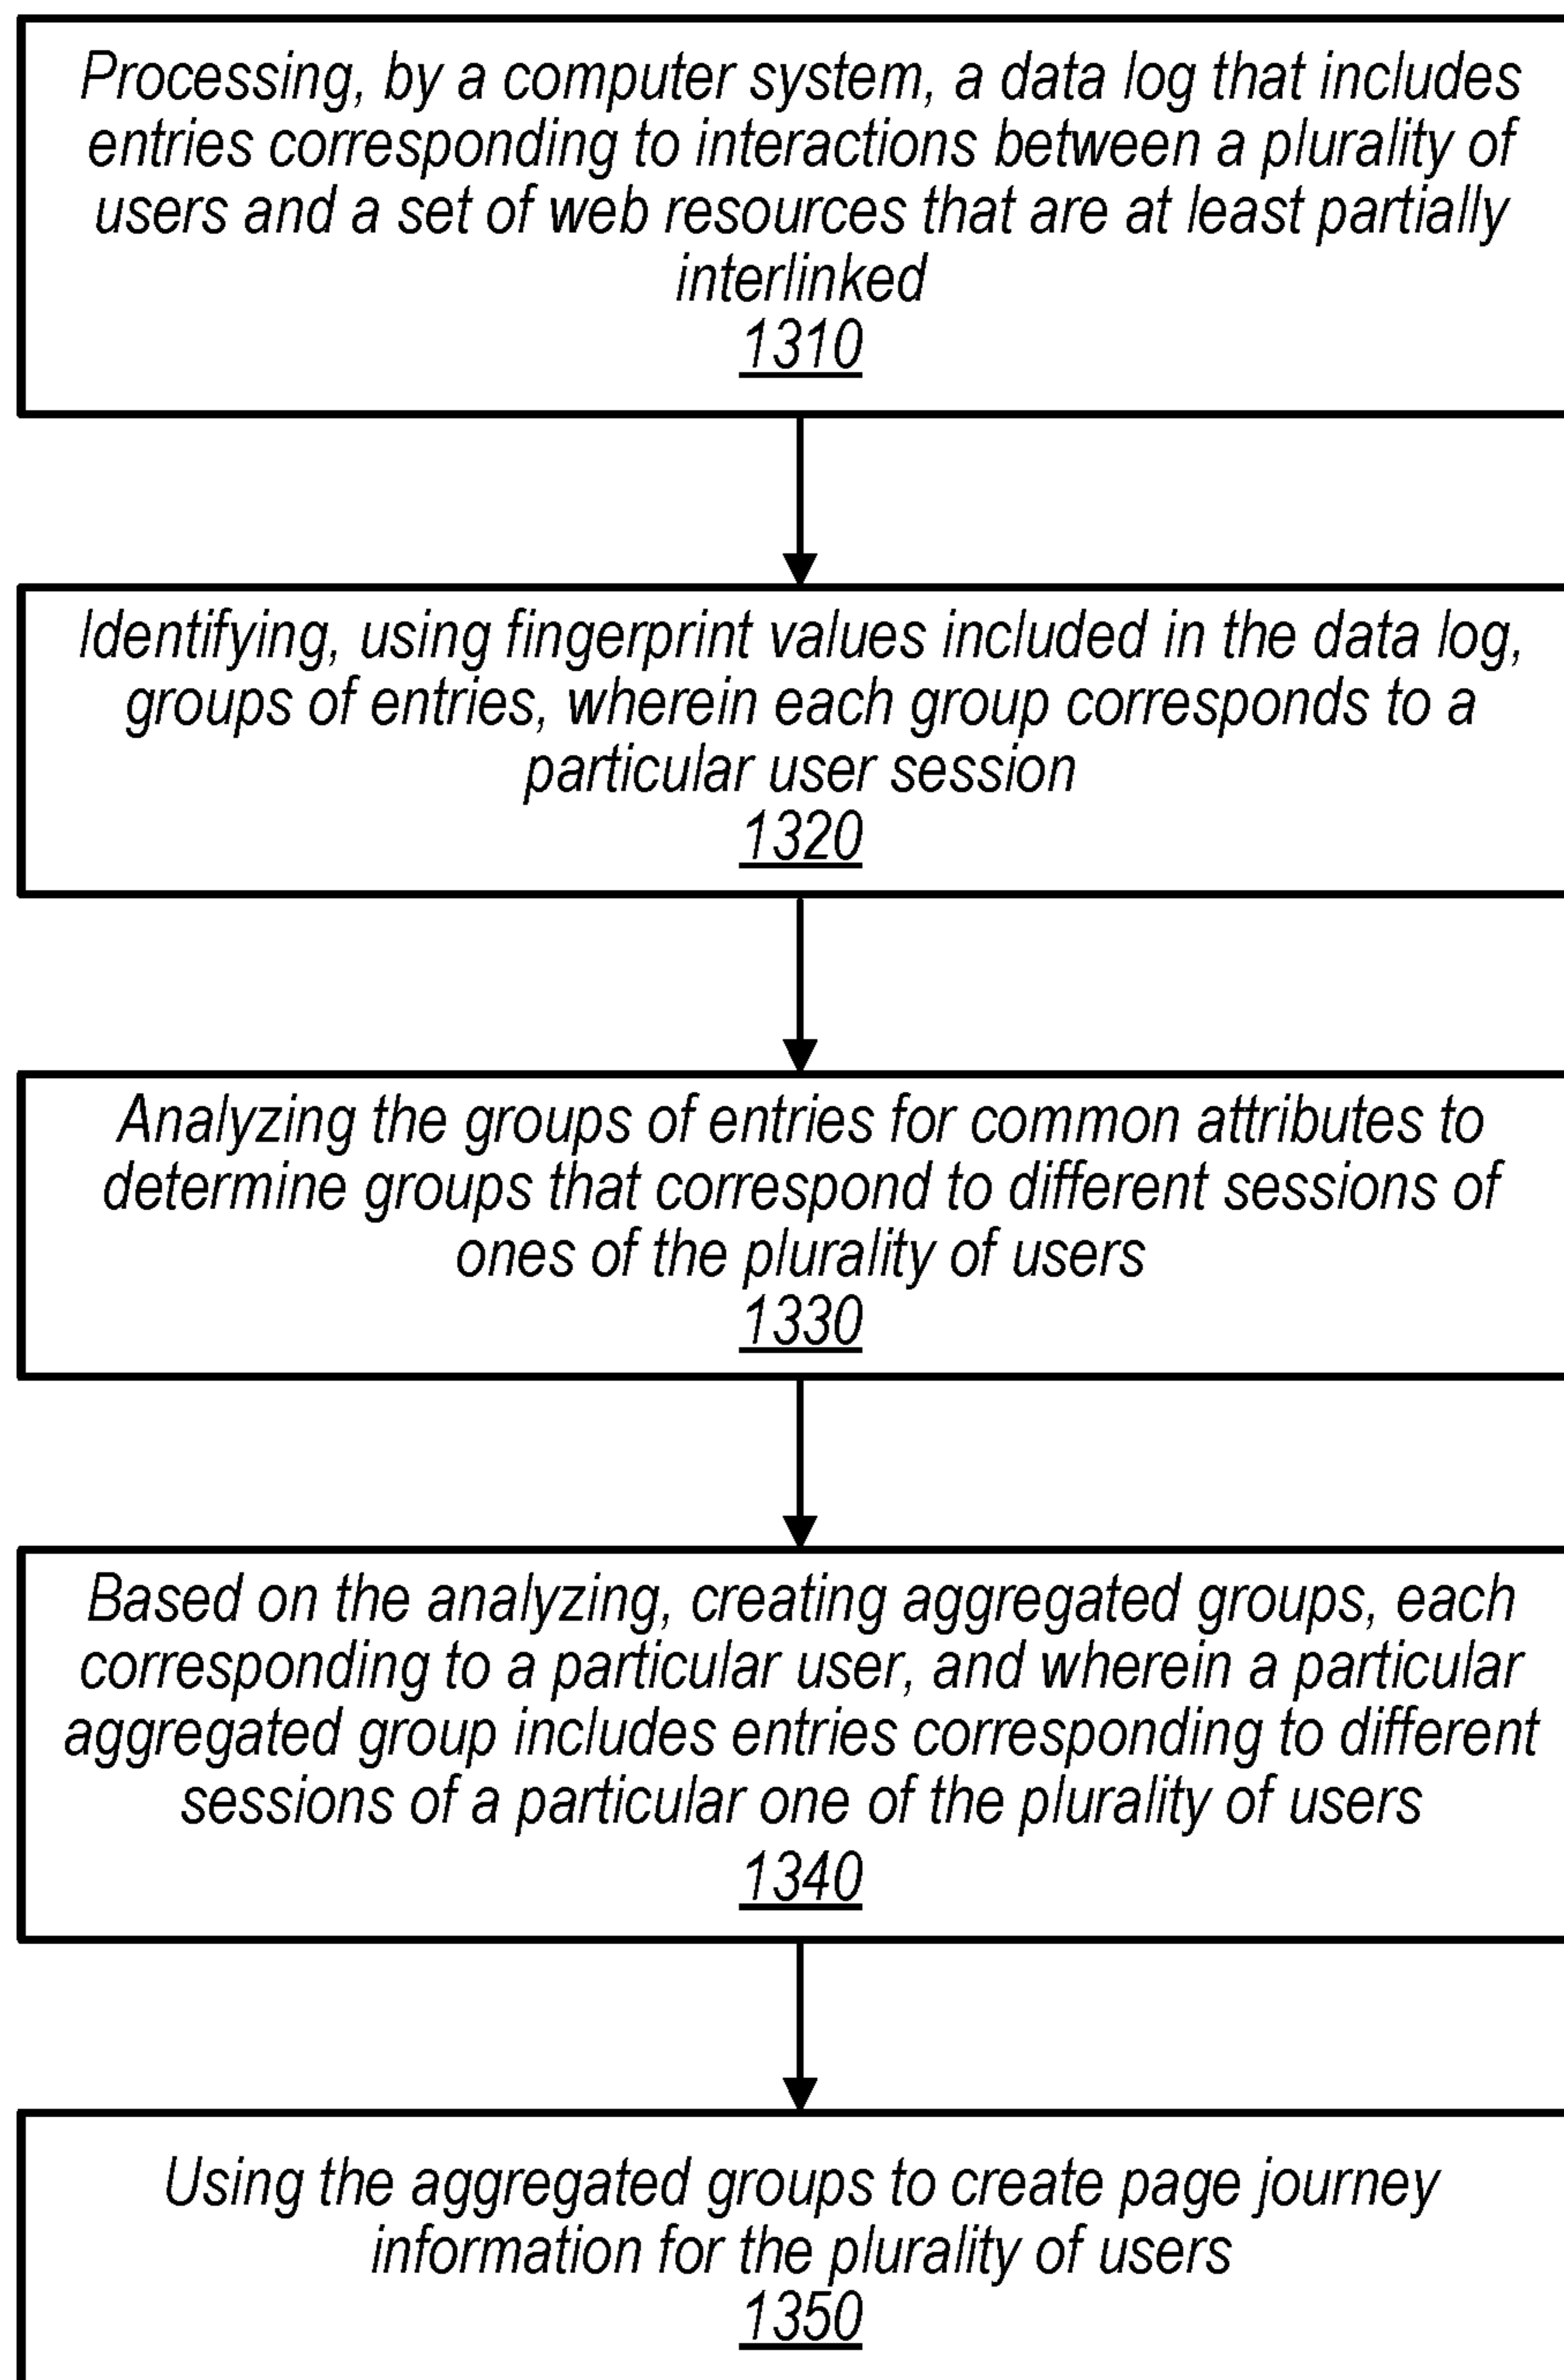 Processing, by a computer system, a data log that includes
entries corresponding to interactions between a plurality of
users and a set of web resources that are at least partially
interlinked
1310
Identifying, using fingerprint values included in the data log,
groups of entries, wherein each group corresponds to a
particular user session
1320
Analyzing the groups of entries for common attributes to
determine groups that correspond to different sessions of
ones of the plurality of users
1330
Based on the analyzing, creating aggregated groups, each
corresponding to a particular user, and wherein a particular
aggregated group includes entries corresponding to different
sessions of a particular one of the plurality of users
1340
Using the aggregated groups to create page journey
information for the plurality of users
1350